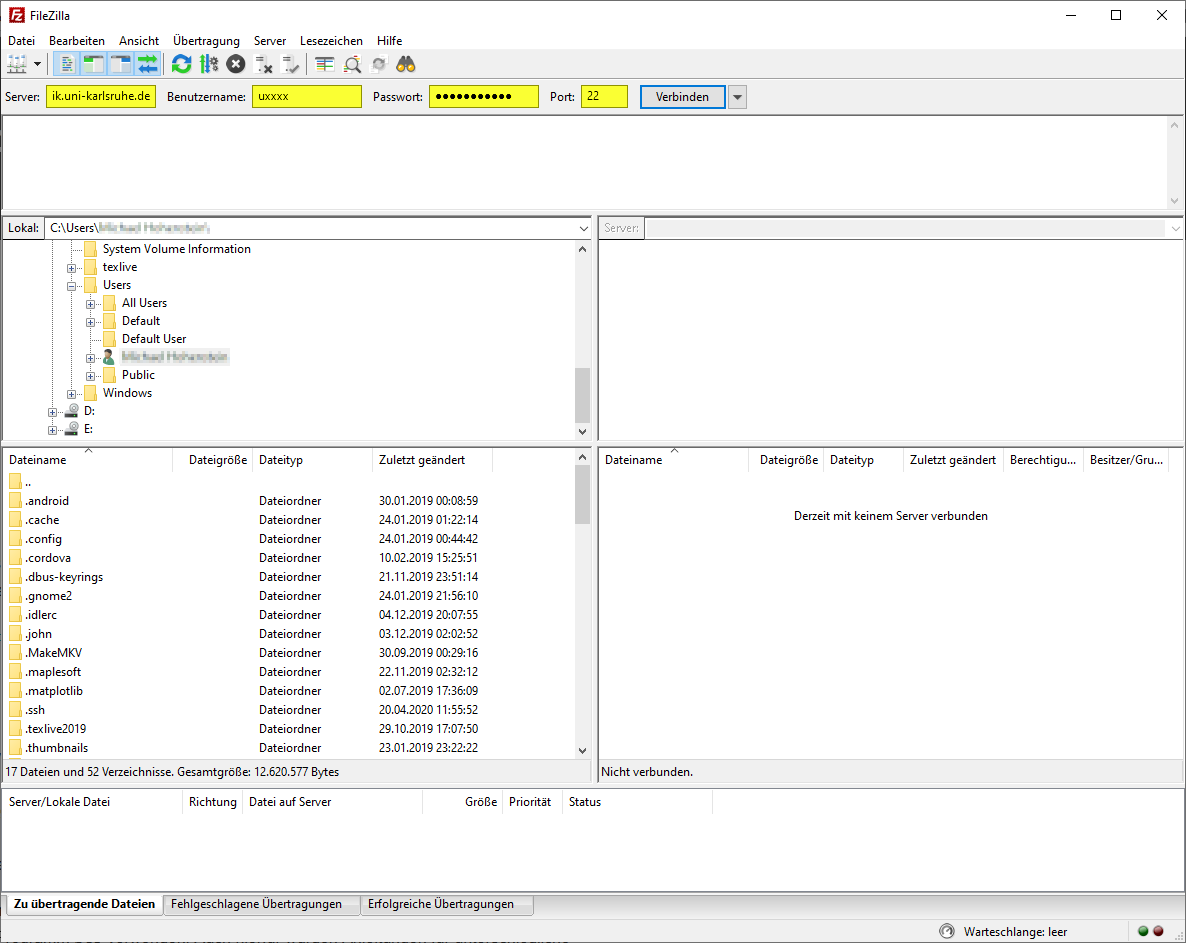 FileZilla
Datei Bearbeiten Ansicht Übertragung Server Lesezeichen Hilfe
Server: ik.uni-karlsruhe.de Benutzername: uxxxx Passwort: ●●●●●●●●●●● Port: 22 Verbinden
Lokal: C:\Users\
Server:
System Volume Information
texlive
Users
All Users
Default
Default User
Public
Windows
D:
E:
Dateiname Dateigröße Dateityp Zuletzt geändert
..
.android Dateiordner 30.01.2019 00:08:59
.cache Dateiordner 24.01.2019 01:22:14
.config Dateiordner 24.01.2019 00:44:42
.cordova Dateiordner 10.02.2019 15:25:51
.dbus-keyrings Dateiordner 21.11.2019 23:51:14
.gnome2 Dateiordner 24.01.2019 21:56:10
.idlerc Dateiordner 04.12.2019 20:07:55
.john Dateiordner 03.12.2019 02:02:52
.MakeMKV Dateiordner 30.09.2019 00:29:16
.maplesoft Dateiordner 22.11.2019 02:32:12
.matplotlib Dateiordner 02.07.2019 17:36:09
.ssh Dateiordner 20.04.2020 11:55:52
.texlive2019 Dateiordner 29.10.2019 17:07:50
.thumbnails Dateiordner 23.01.2019 23:22:22
17 Dateien und 52 Verzeichnisse. Gesamtgröße: 12.620.577 Bytes
Dateiname Dateigröße Dateityp Zuletzt geändert Berechtigu... Besitzer/Gru...
Derzeit mit keinem Server verbunden
Nicht verbunden.
Server/Lokale Datei Richtung Datei auf Server Größe Priorität Status
Zu übertragende Dateien Fehlgeschlagene Übertragungen Erfolgreiche Übertragungen
Warteschlange: leer